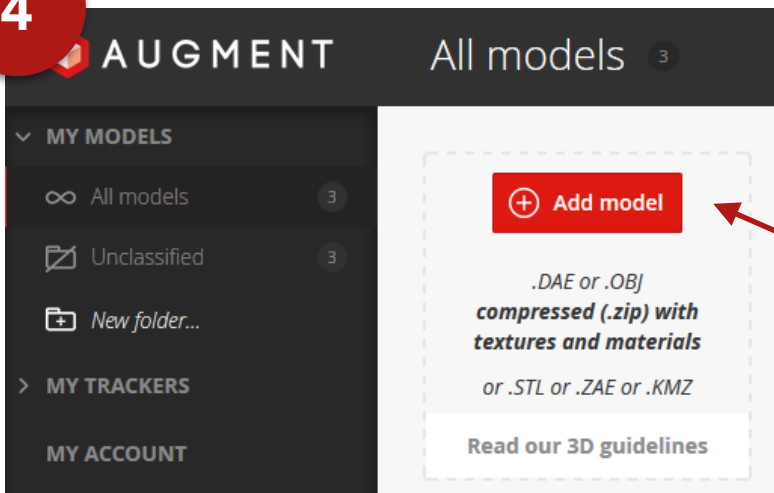 4
AUGMENT
All models 3
MY MODELS
All models 3
Unclassified 3
New folder...
MY TRACKERS
MY ACCOUNT
Add model
.DAE or .OBJ
compressed (.zip) with
textures and materials
or .STL or .ZAE or .KMZ
Read our 3D guidelines